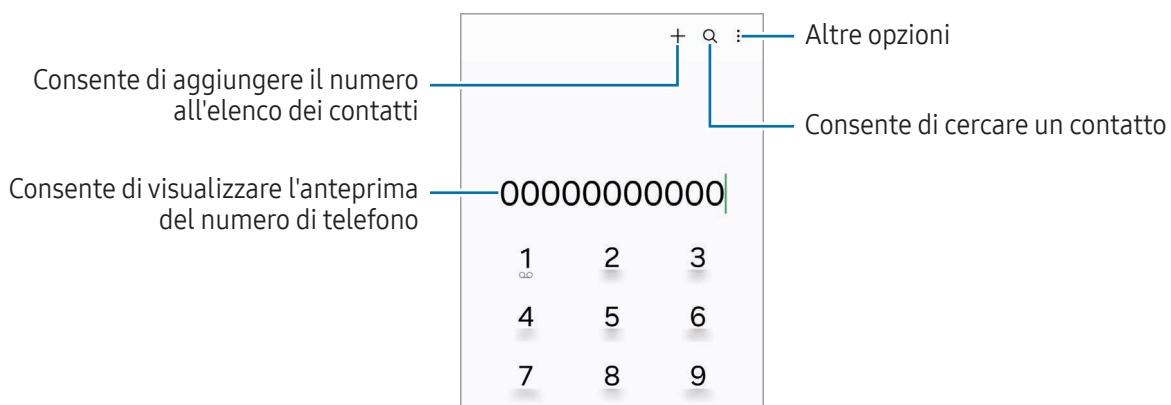 +
Altre opzioni
Consente di aggiungere il numero
all'elenco dei contatti
Consente di cercare un contatto
Consente di visualizzare l'anteprima
del numero di telefono
00000000000
1 2 3
4 5 6
7 8 9